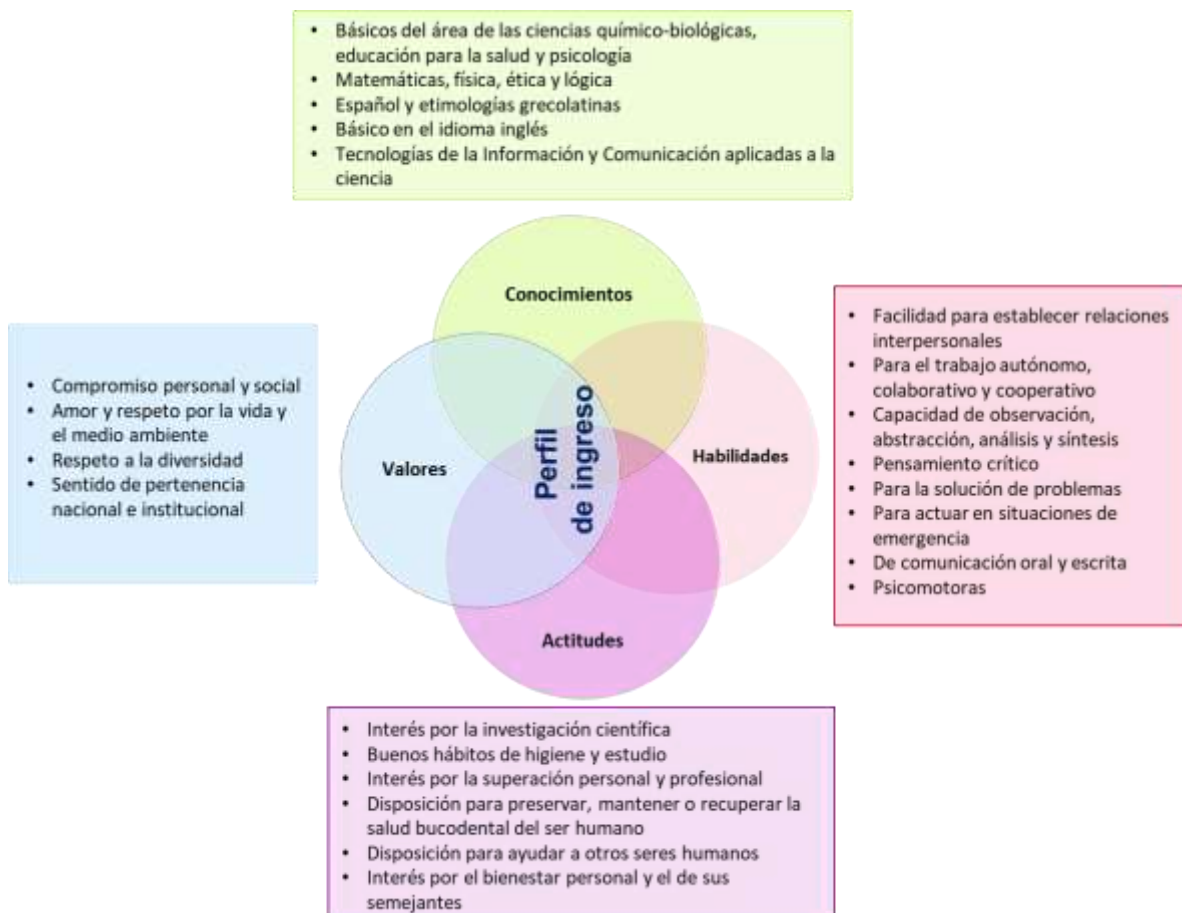 • Básicos del área de las ciencias químico-biológicas,
educación para la salud y psicología
• Matemáticas, física, ética y lógica
• Español y etimologías grecolatinas
• Básico en el idioma inglés
• Tecnologías de la Información y Comunicación aplicadas a la
ciencia
Conocimientos
• Compromiso personal y social
• Amor y respeto por la vida y
el medio ambiente
• Respeto a la diversidad
• Sentido de pertenencia
nacional e institucional
Valores
Perfil
de ingreso
Habilidades
• Facilidad para establecer relaciones
interpersonales
• Para el trabajo autónomo,
colaborativo y cooperativo
• Capacidad de observación,
abstracción, análisis y síntesis
• Pensamiento crítico
• Para la solución de problemas
• Para actuar en situaciones de
emergencia
• De comunicación oral y escrita
• Psicomotoras
Actitudes
• Interés por la investigación científica
• Buenos hábitos de higiene y estudio
• Interés por la superación personal y profesional
• Disposición para preservar, mantener o recuperar la
salud bucodental del ser humano
• Disposición para ayudar a otros seres humanos
• Interés por el bienestar personal y el de sus
semejantes